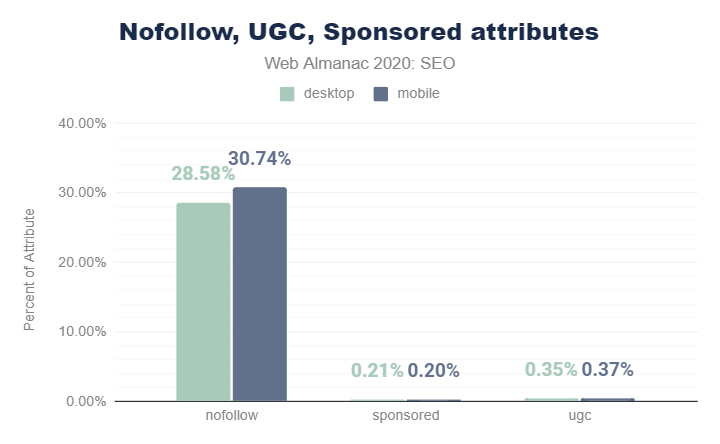 Nofollow, UGC, Sponsored attributes
Web Almanac 2020: SEO
desktop mobile
Percent of Attribute
40.00%
30.00%
20.00%
10.00%
0.00%
28.58% 30.74%
0.21% 0.20%
0.35% 0.37%
nofollow sponsored ugc